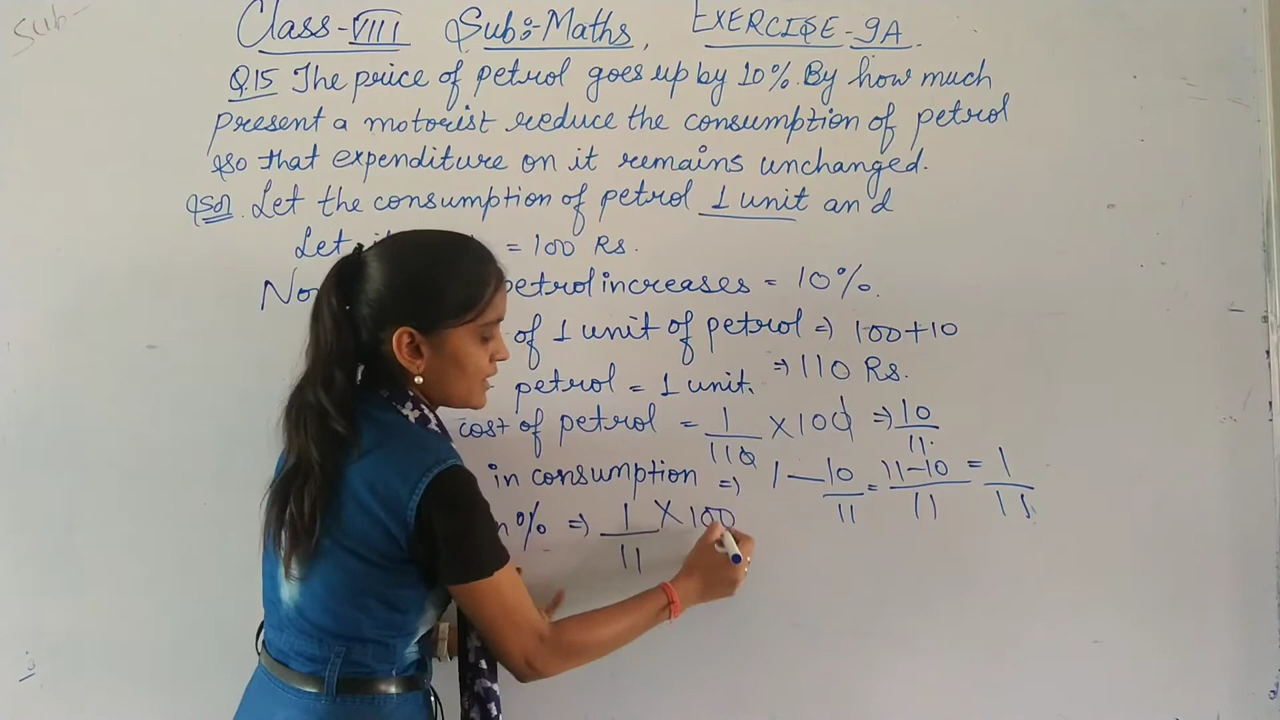 Sub-
Class-VIII Sub:-Maths, EXERCISE-9A.
Q.15 The price of petrol goes up by 10%. By how much
present a motorist reduce the consumption of petrol
so that expenditure on it remains unchanged.
Sol. Let the consumption of petrol 1 unit and
Let = 100 Rs.
petrol increases = 10%.
of 1 unit of petrol ⇒ 100+10
⇒ 110 Rs.
petrol = 1 unit.
cost of petrol = 1/110 × 100 ⇒ 10/11.
in consumption ⇒ 1 — 10/11 = 11-10/11 = 1/11.
% ⇒ 1/11 × 100